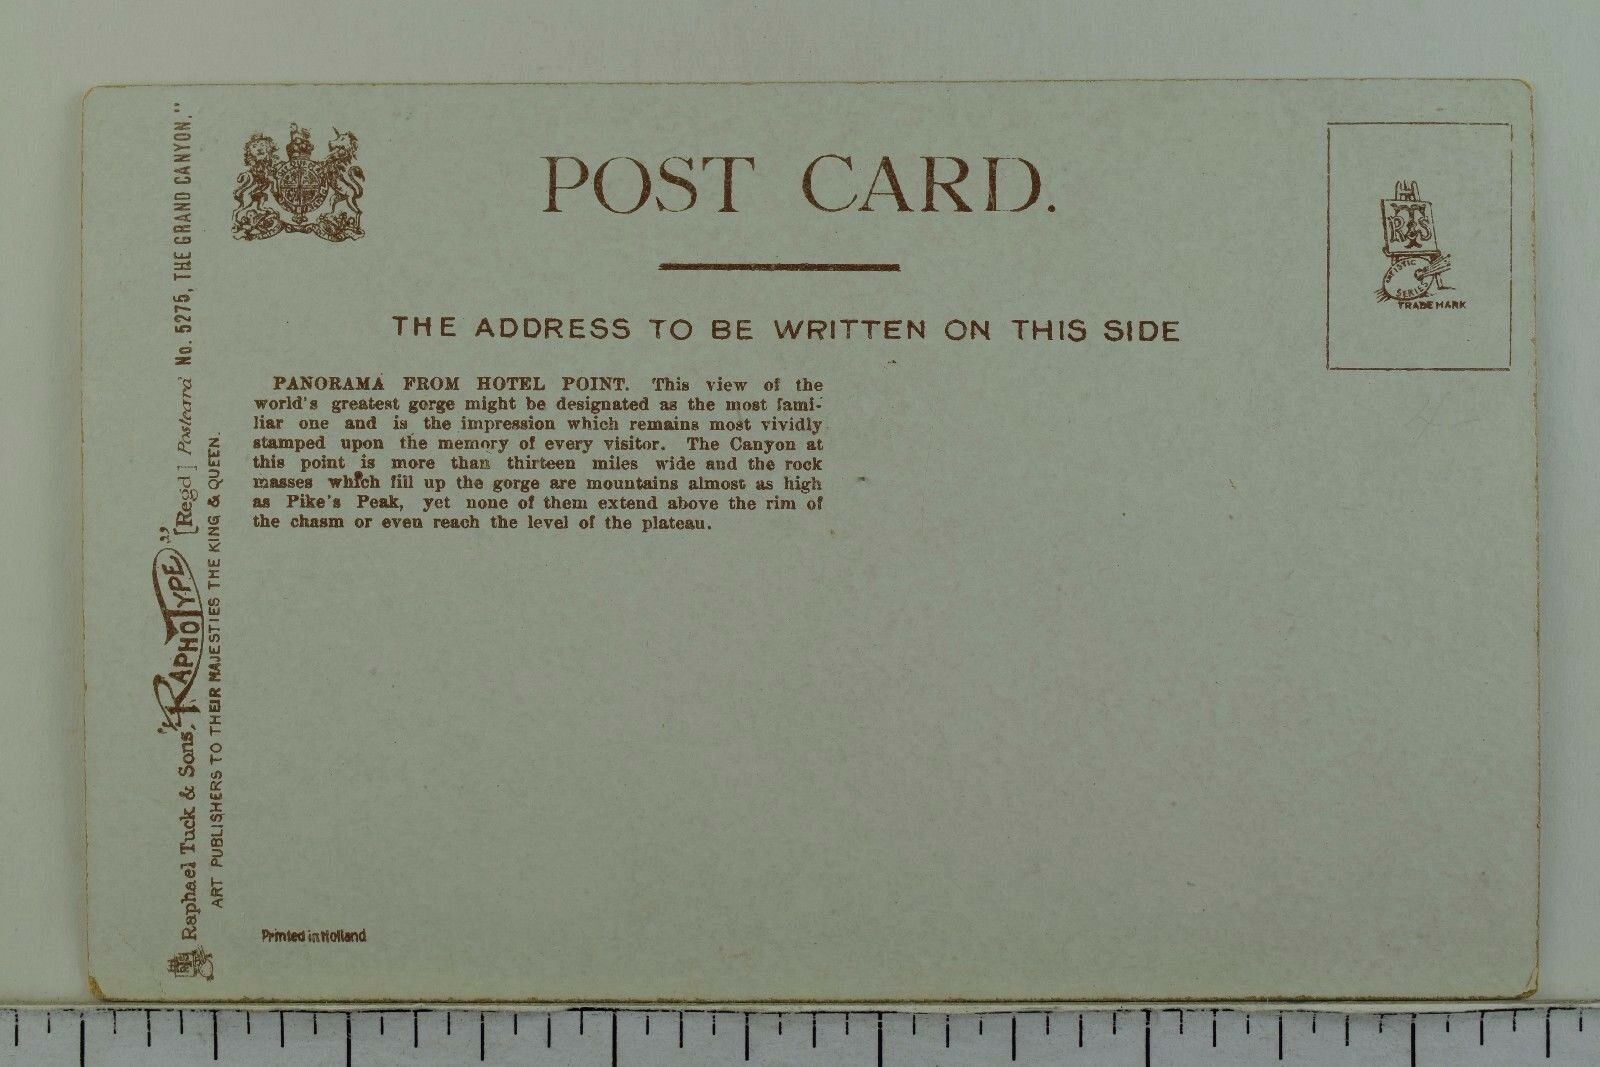 POST CARD.
THE ADDRESS TO BE WRITTEN ON THIS SIDE
PANORAMA FROM HOTEL POINT. This view of the
world's greatest gorge might be designated as the most fami-
liar one and is the impression which remains most vividly
stamped upon the memory of every visitor. The Canyon at
this point is more than thirteen miles wide and the rock
masses which fill up the gorge are mountains almost as high
as Pike's Peak, yet none of them extend above the rim of
the chasm or even reach the level of the plateau.
Raphael Tuck & Sons' "RAPHOTYPE" [Regd] Postcard No. 5275, THE GRAND CANYON."
ART PUBLISHERS TO THEIR MAJESTIES THE KING & QUEEN.
Printed in Holland
RT&S
ARTISTIC
SERIES
TRADE MARK